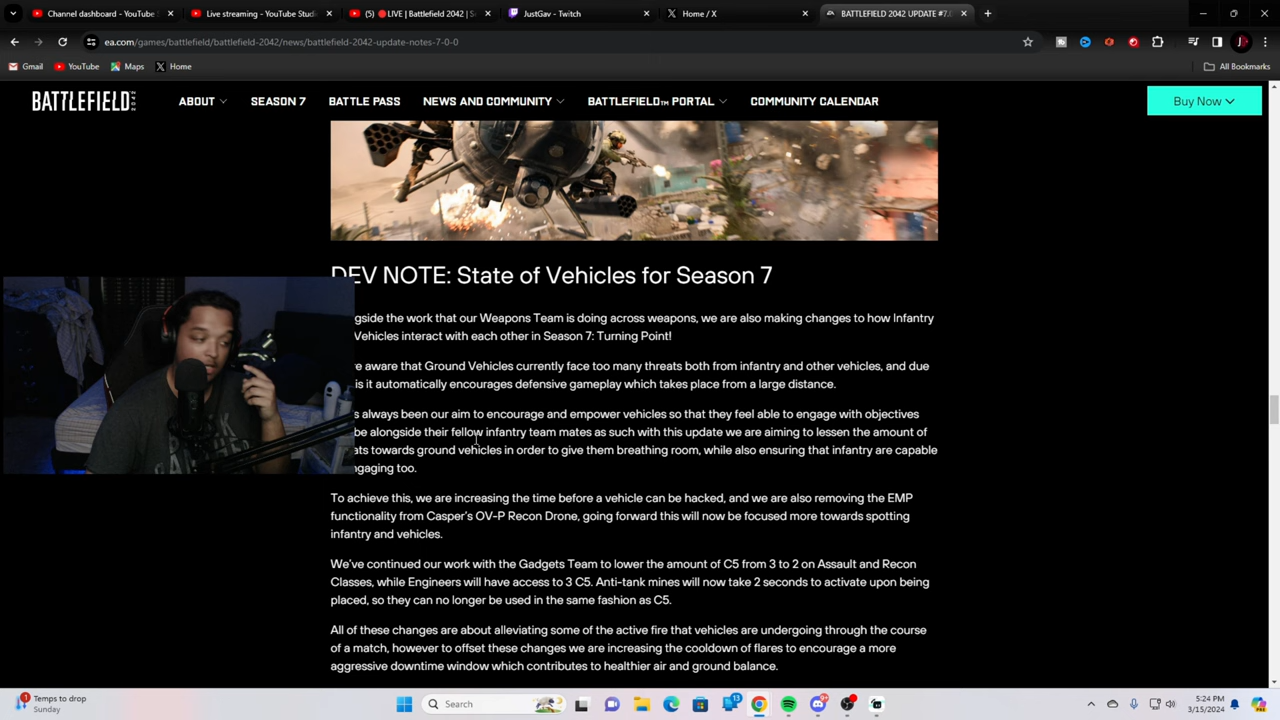 Channel dashboard - YouTube S
Live streaming - YouTube Studi
(5) 🔴LIVE | Battlefield 2042 | S
JustGav - Twitch
Home / X
BATTLEFIELD 2042 UPDATE #7.
ea.com/games/battlefield/battlefield-2042/news/battlefield-2042-update-notes-7-0-0
Gmail YouTube Maps Home All Bookmarks
BATTLEFIELD 2042 ABOUT SEASON 7 BATTLE PASS NEWS AND COMMUNITY BATTLEFIELD™ PORTAL COMMUNITY CALENDAR Buy Now
DEV NOTE: State of Vehicles for Season 7
gside the work that our Weapons Team is doing across weapons, we are also making changes to how Infantry
Vehicles interact with each other in Season 7: Turning Point!
re aware that Ground Vehicles currently face too many threats both from infantry and other vehicles, and due
is it automatically encourages defensive gameplay which takes place from a large distance.
s always been our aim to encourage and empower vehicles so that they feel able to engage with objectives
be alongside their fellow infantry team mates as such with this update we are aiming to lessen the amount of
ats towards ground vehicles in order to give them breathing room, while also ensuring that infantry are capable
ngaging too.
To achieve this, we are increasing the time before a vehicle can be hacked, and we are also removing the EMP
functionality from Casper's OV-P Recon Drone, going forward this will now be focused more towards spotting
infantry and vehicles.
We've continued our work with the Gadgets Team to lower the amount of C5 from 3 to 2 on Assault and Recon
Classes, while Engineers will have access to 3 C5. Anti-tank mines will now take 2 seconds to activate upon being
placed, so they can no longer be used in the same fashion as C5.
All of these changes are about alleviating some of the active fire that vehicles are undergoing through the course
of a match, however to offset these changes we are increasing the cooldown of flares to encourage a more
aggressive downtime window which contributes to healthier air and ground balance.
Temps to drop
Sunday
Search
13
9+
5:24 PM
3/15/2024